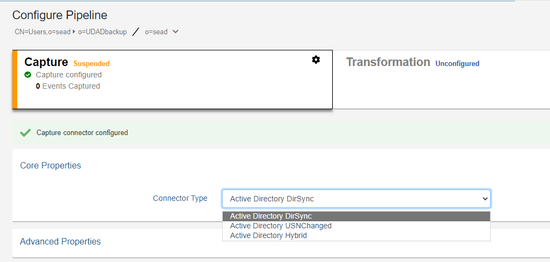 Configure Pipeline
CN=Users,o=sead ▸ o=UDADbackup / o=sead
Capture Suspended
Capture configured
0 Events Captured
Transformation Unconfigured
Capture connector configured
Core Properties
Connector Type Active Directory DirSync
Active Directory DirSync
Active Directory USNChanged
Active Directory Hybrid
Advanced Properties